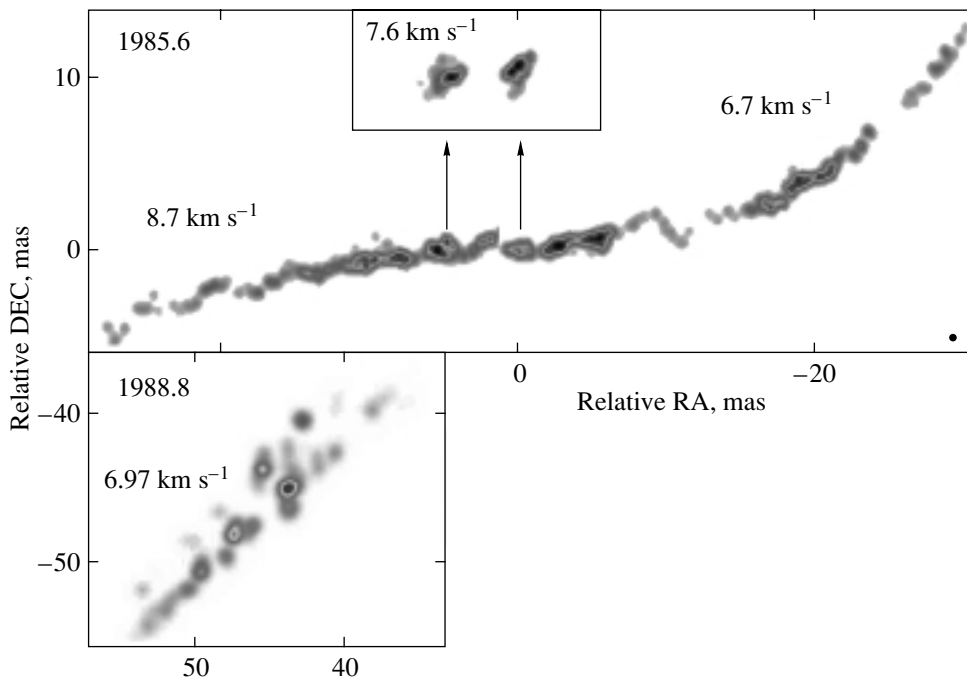 1985.6
7.6 km s⁻¹
10
6.7 km s⁻¹
8.7 km s⁻¹
0
Relative DEC, mas
0
−20
Relative RA, mas
1988.8
−40
6.97 km s⁻¹
−50
50
40